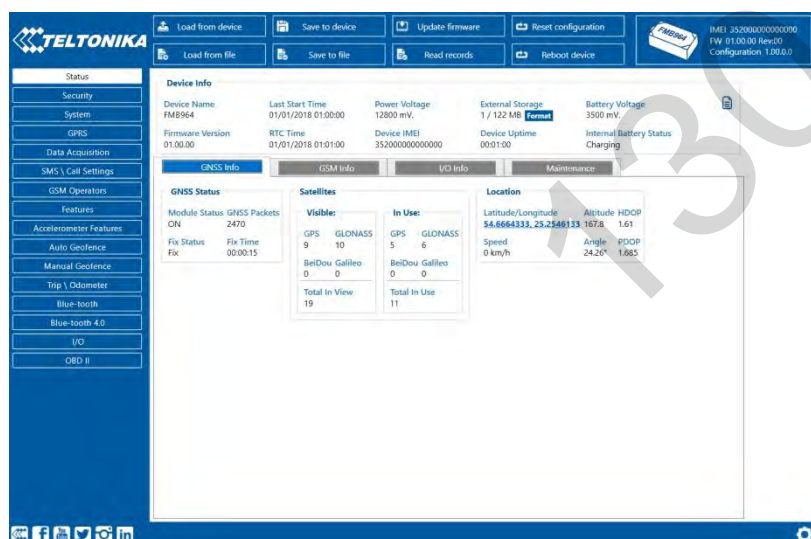 TELTONIKA
Load from device
Save to device
Update firmware
Reset configuration
Load from file
Save to file
Read records
Reboot device
FMB964
IMEI 352000000000000
FW 01.00.00 Rev:00
Configuration 1.00.0.0
Status
Security
System
GPRS
Data Acquisition
SMS \ Call Settings
GSM Operators
Features
Accelerometer Features
Auto Geofence
Manual Geofence
Trip \ Odometer
Blue-tooth
Blue-tooth 4.0
I/O
OBD II
Device Info
Device Name Last Start Time Power Voltage External Storage Battery Voltage
FMB964 01/01/2018 01:00:00 12800 mV. 1 / 122 MB Format 3500 mV.
Firmware Version RTC Time Device IMEI Device Uptime Internal Battery Status
01.00.00 01/01/2018 01:01:00 35200000000000 00:01:00 Charging
GNSS Info GSM Info I/O Info Maintenance
GNSS Status
Module Status GNSS Packets
ON 2470
Fix Status Fix Time
Fix 00:00:15
Satellites
Visible:
GPS GLONASS
9 10
BeiDou Galileo
0 0
Total In View
19
In Use:
GPS GLONASS
5 6
BeiDou Galileo
0 0
Total In Use
11
Location
Latitude/Longitude Altitude HDOP
54.6664333, 25.2546133 167.8 1.61
Speed Angle PDOP
0 km/h 24.26° 1.685
130